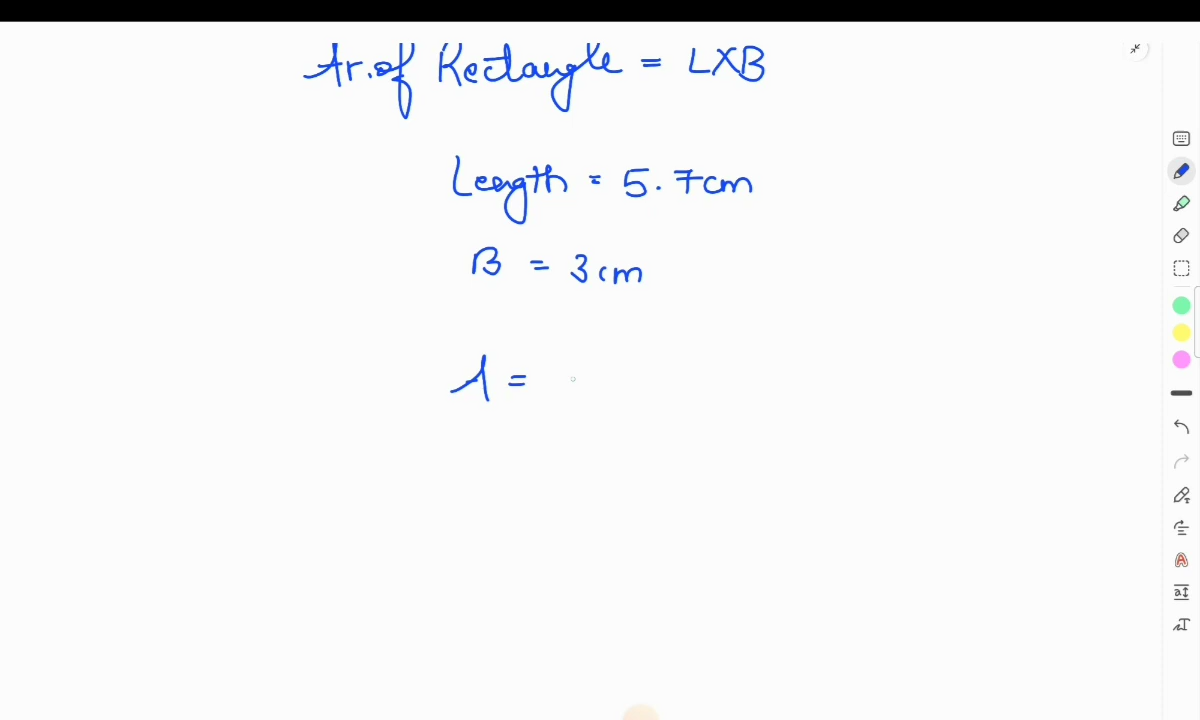 Ar. of Rectangle = LXB
Length = 5.7cm
B = 3cm
A =